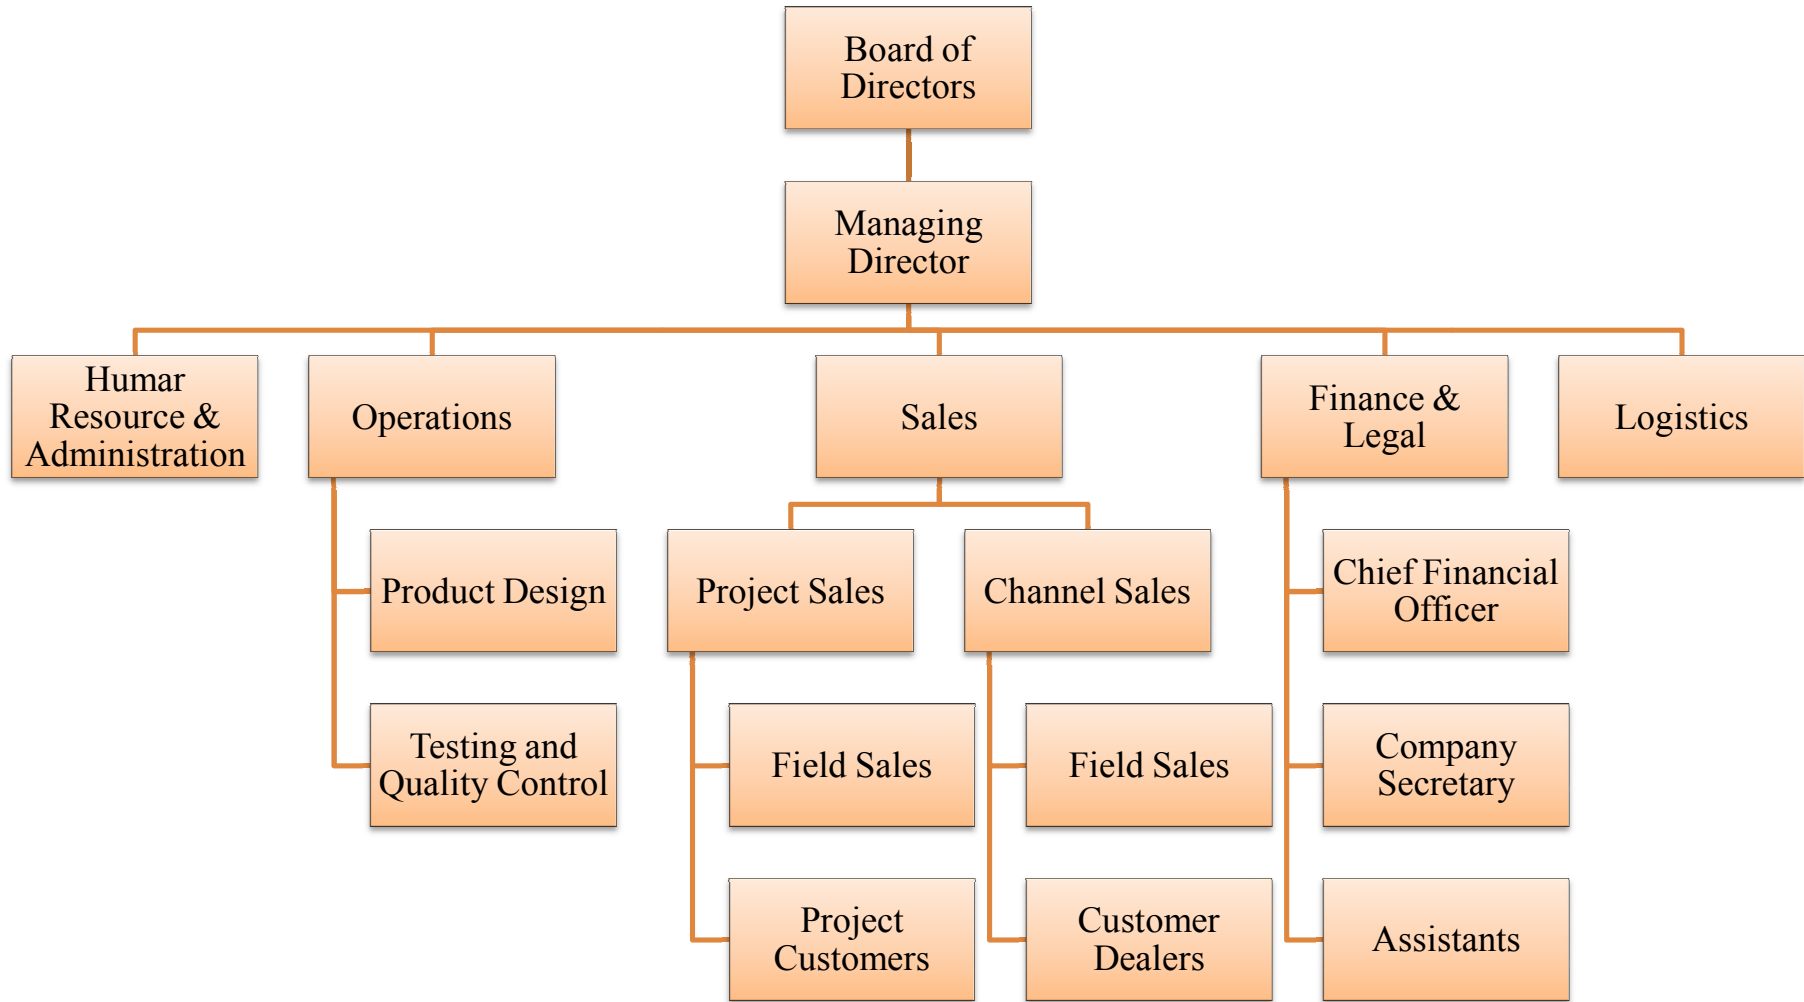 Board of
Directors
Managing
Director
Humar
Resource &
Administration
Operations
Sales
Finance &
Legal
Logistics
Product Design
Project Sales
Channel Sales
Chief Financial
Officer
Testing and
Quality Control
Field Sales
Field Sales
Company
Secretary
Project
Customers
Customer
Dealers
Assistants